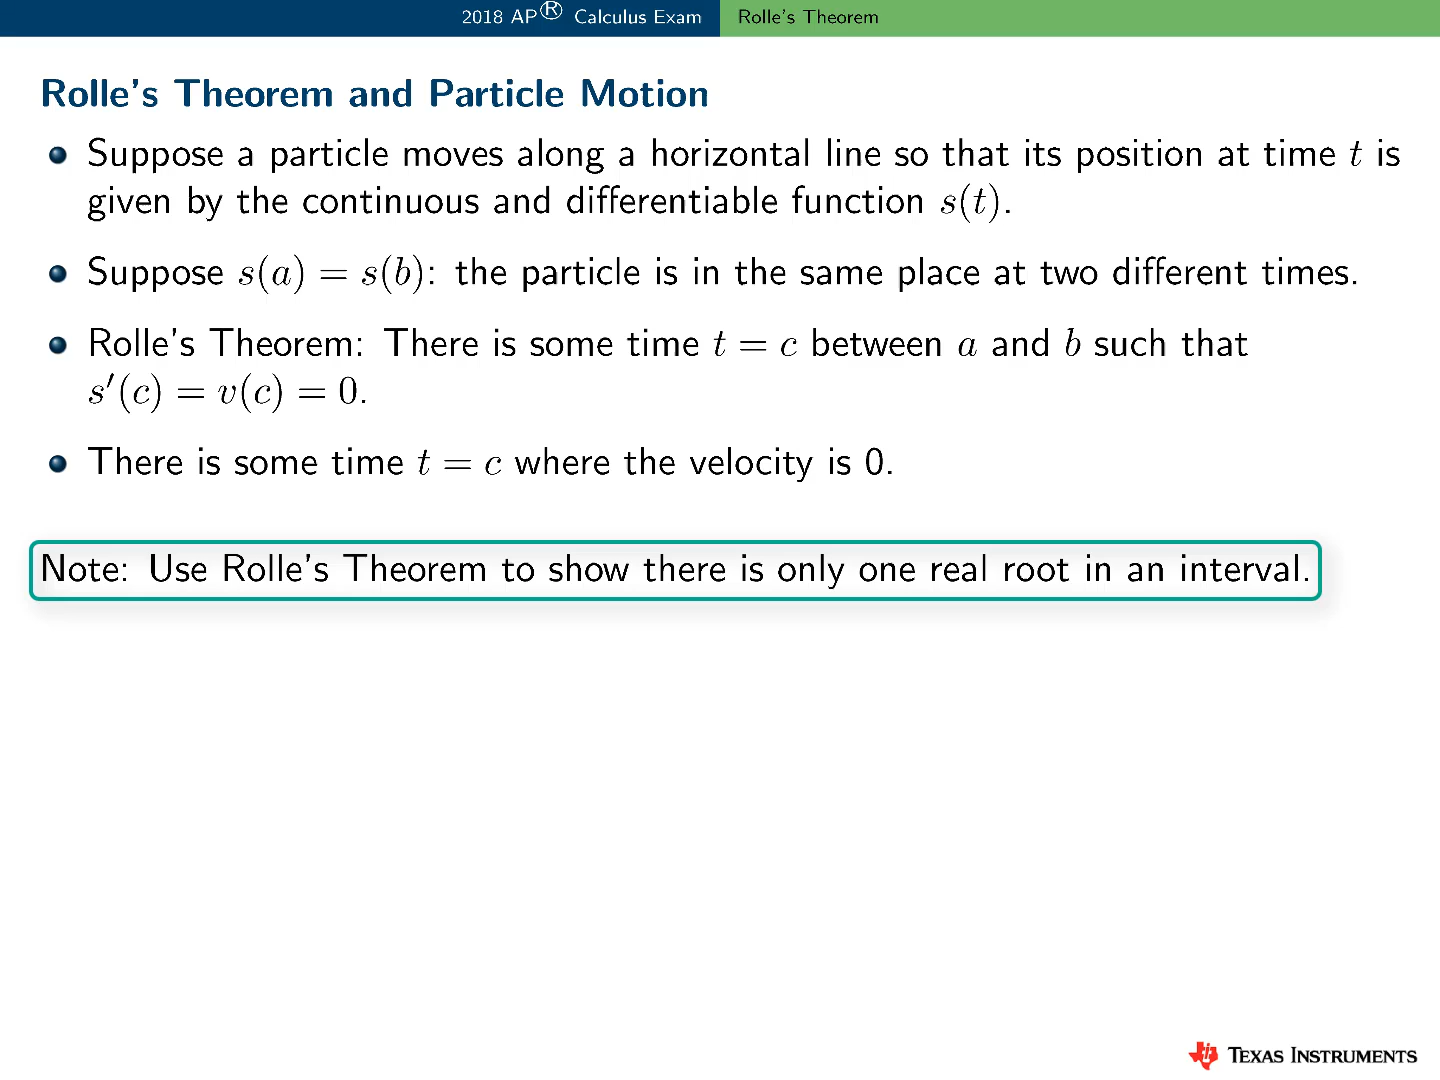 2018 AP® Calculus Exam Rolle's Theorem
Rolle's Theorem and Particle Motion
Suppose a particle moves along a horizontal line so that its position at time t is
given by the continuous and differentiable function s(t).
Suppose s(a) = s(b): the particle is in the same place at two different times.
Rolle's Theorem: There is some time t = c between a and b such that
s′(c) = v(c) = 0.
There is some time t = c where the velocity is 0.
Note: Use Rolle's Theorem to show there is only one real root in an interval.
TEXAS INSTRUMENTS